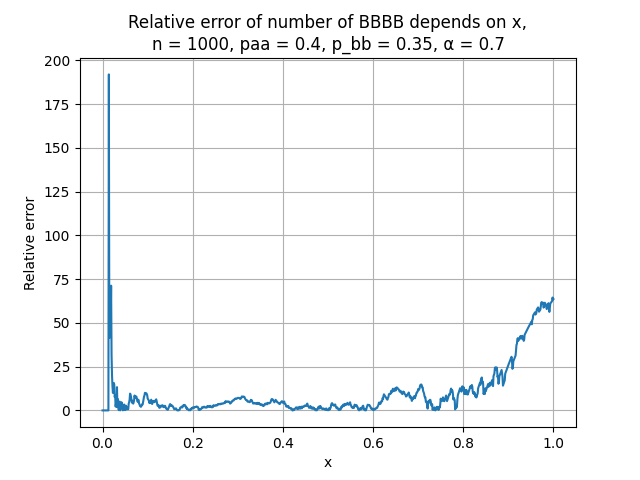 Relative error of number of BBBB depends on x,
n = 1000, paa = 0.4, p_bb = 0.35, α = 0.7
200
175
150
125
100
75
50
25
0
Relative error
0.0 0.2 0.4 0.6 0.8 1.0
x